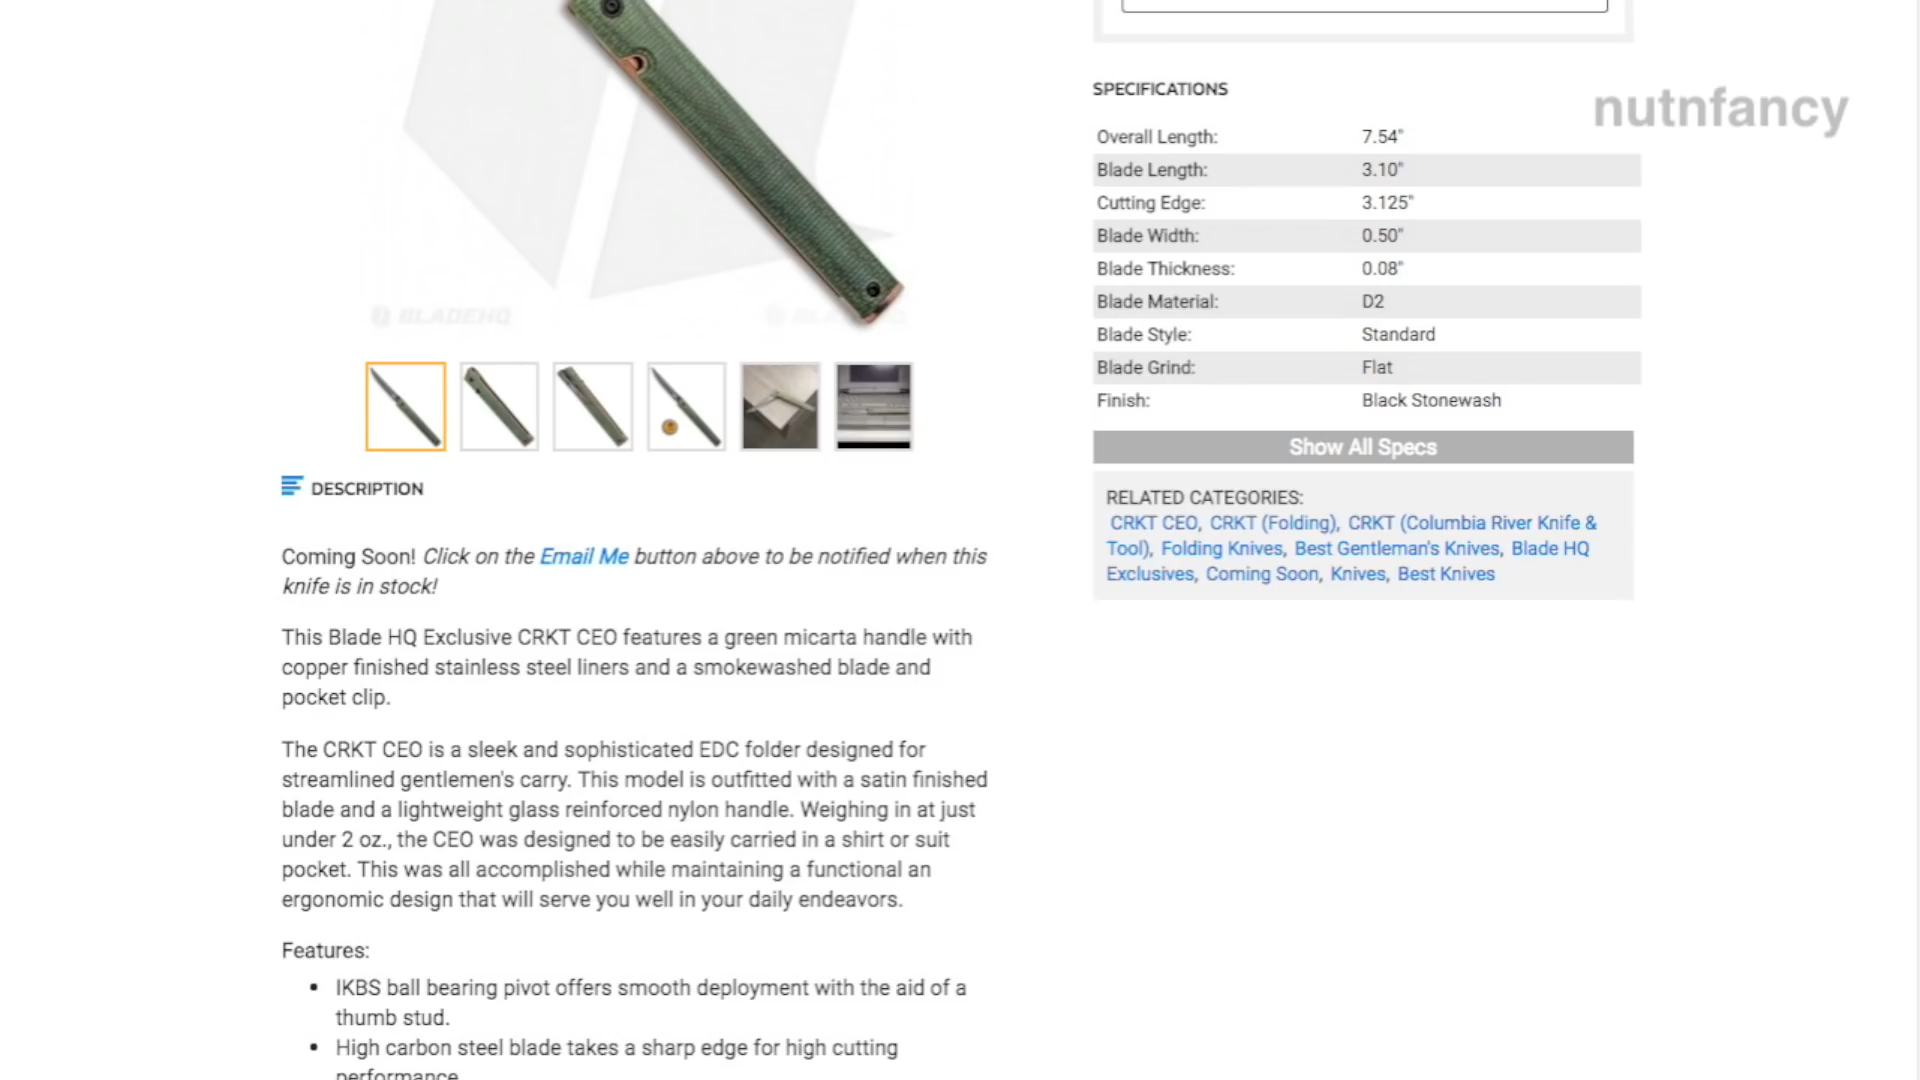 nutnfancy
BLADEHQ
SPECIFICATIONS
Overall Length: 7.54"
Blade Length: 3.10"
Cutting Edge: 3.125"
Blade Width: 0.50"
Blade Thickness: 0.08"
Blade Material: D2
Blade Style: Standard
Blade Grind: Flat
Finish: Black Stonewash
Show All Specs
RELATED CATEGORIES:
CRKT CEO, CRKT (Folding), CRKT (Columbia River Knife &
Tool), Folding Knives, Best Gentleman's Knives, Blade HQ
Exclusives, Coming Soon, Knives, Best Knives
DESCRIPTION
Coming Soon! Click on the Email Me button above to be notified when this
knife is in stock!
This Blade HQ Exclusive CRKT CEO features a green micarta handle with
copper finished stainless steel liners and a smokewashed blade and
pocket clip.
The CRKT CEO is a sleek and sophisticated EDC folder designed for
streamlined gentlemen's carry. This model is outfitted with a satin finished
blade and a lightweight glass reinforced nylon handle. Weighing in at just
under 2 oz., the CEO was designed to be easily carried in a shirt or suit
pocket. This was all accomplished while maintaining a functional an
ergonomic design that will serve you well in your daily endeavors.
Features:
• IKBS ball bearing pivot offers smooth deployment with the aid of a
thumb stud.
• High carbon steel blade takes a sharp edge for high cutting
performance